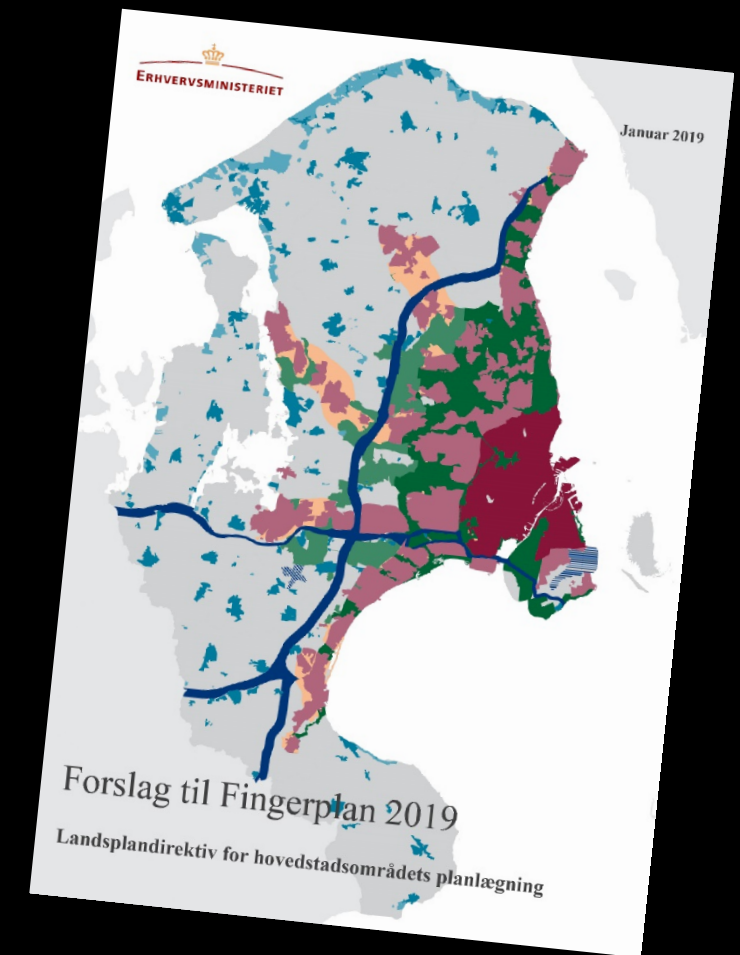 ERHVERVSMINISTERIET
Januar 2019
Forslag til Fingerplan 2019
Landsplandirektiv for hovedstadsområdets planlægning